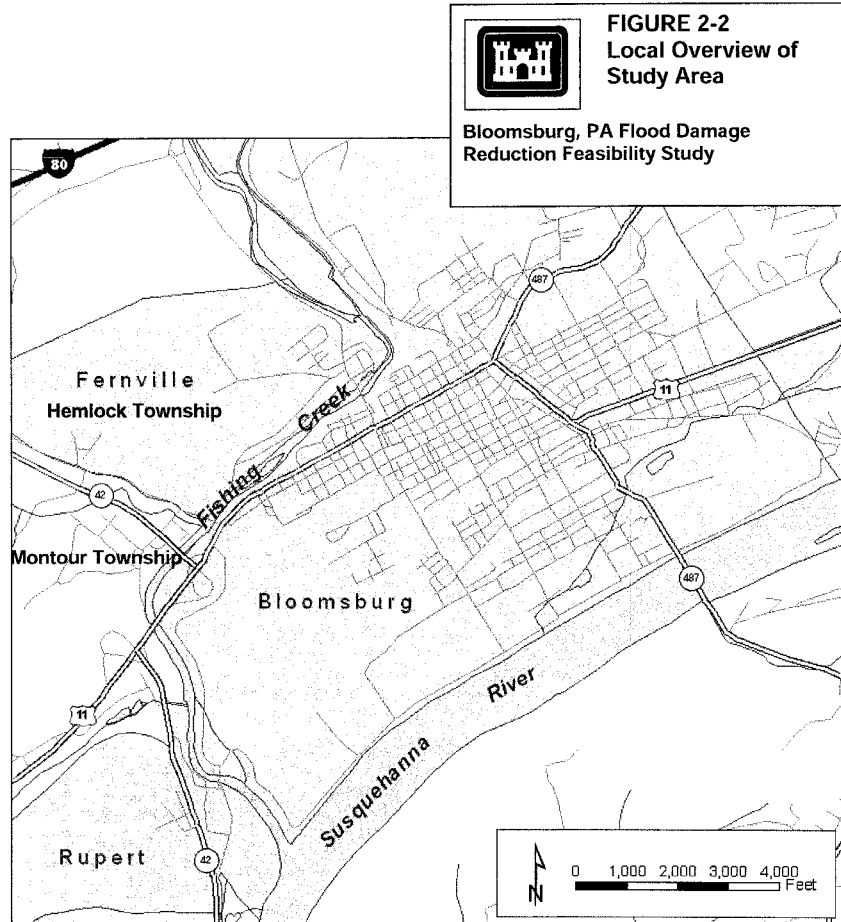 FIGURE 2-2
Local Overview of
Study Area
Bloomsburg, PA Flood Damage
Reduction Feasibility Study
80
487
Fernville
Hemlock Township
11
Fishing Creek
42
Montour Township
487
Bloomsburg
Susquehanna River
11
Rupert
42
N
0 1,000 2,000 3,000 4,000
Feet